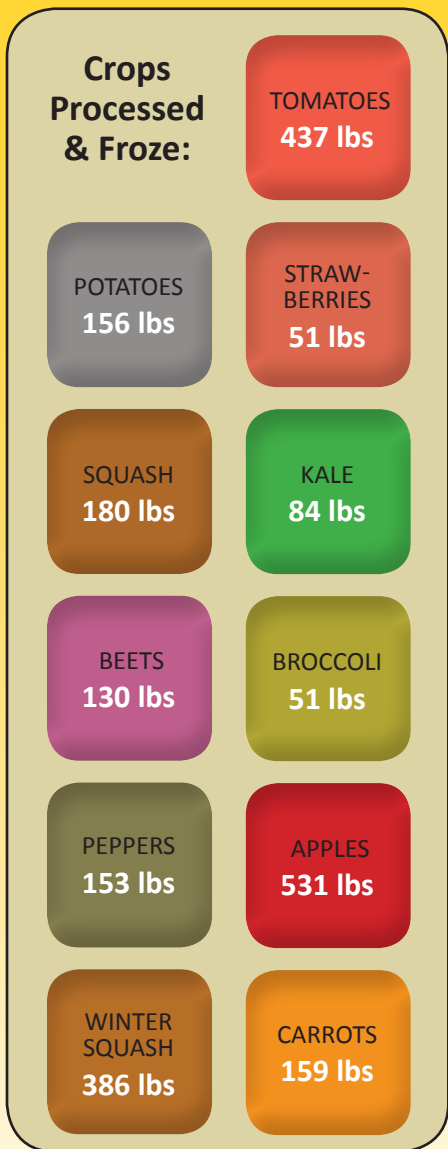 Crops
Processed
& Froze:
TOMATOES
437 lbs
POTATOES
156 lbs
STRAW-
BERRIES
51 lbs
SQUASH
180 lbs
KALE
84 lbs
BEETS
130 lbs
BROCCOLI
51 lbs
PEPPERS
153 lbs
APPLES
531 lbs
WINTER
SQUASH
386 lbs
CARROTS
159 lbs